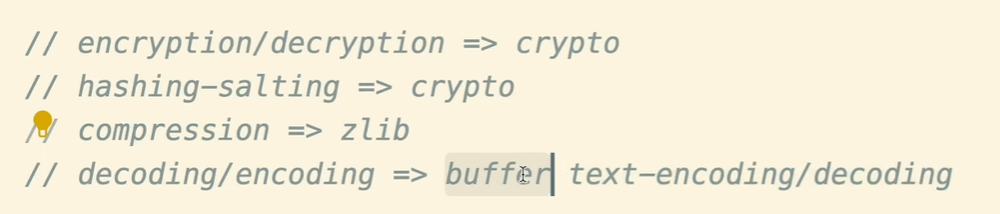 // encryption/decryption => crypto
// hashing-salting => crypto
// compression => zlib
// decoding/encoding => buffer text-encoding/decoding